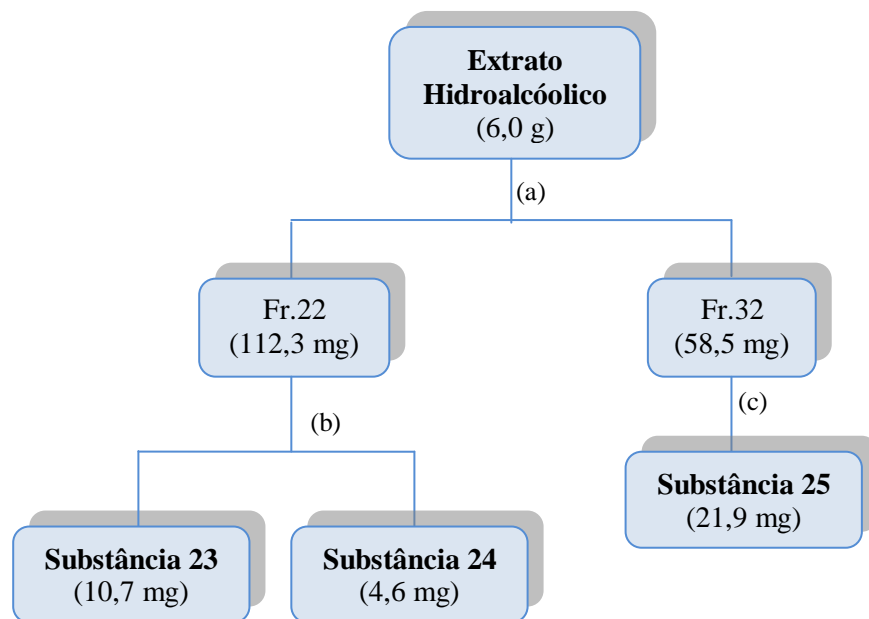 Extrato
Hidroalcóolico
(6,0 g)
(a)
Fr.22
(112,3 mg)
Fr.32
(58,5 mg)
(b)
(c)
Substância 25
(21,9 mg)
Substância 23
(10,7 mg)
Substância 24
(4,6 mg)